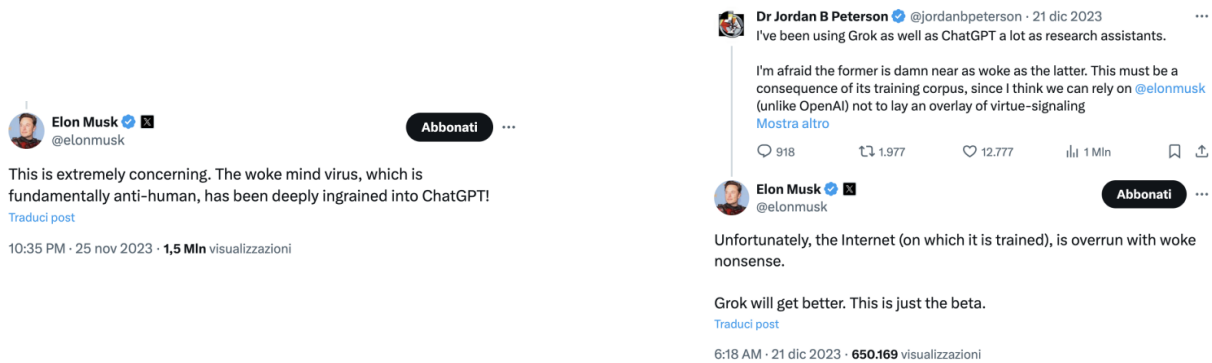 Elon Musk
@elonmusk
Abbonati
This is extremely concerning. The woke mind virus, which is
fundamentally anti-human, has been deeply ingrained into ChatGPT!
Traduci post
10:35 PM · 25 nov 2023 · 1,5 Mln visualizzazioni
Dr Jordan B Peterson @jordanbpeterson · 21 dic 2023
I've been using Grok as well as ChatGPT a lot as research assistants.
I'm afraid the former is damn near as woke as the latter. This must be a
consequence of its training corpus, since I think we can rely on @elonmusk
(unlike OpenAI) not to lay an overlay of virtue-signaling
Mostra altro
918 1.977 12.777 1 Mln
Elon Musk
@elonmusk
Abbonati
Unfortunately, the Internet (on which it is trained), is overrun with woke
nonsense.
Grok will get better. This is just the beta.
Traduci post
6:18 AM · 21 dic 2023 · 650.169 visualizzazioni